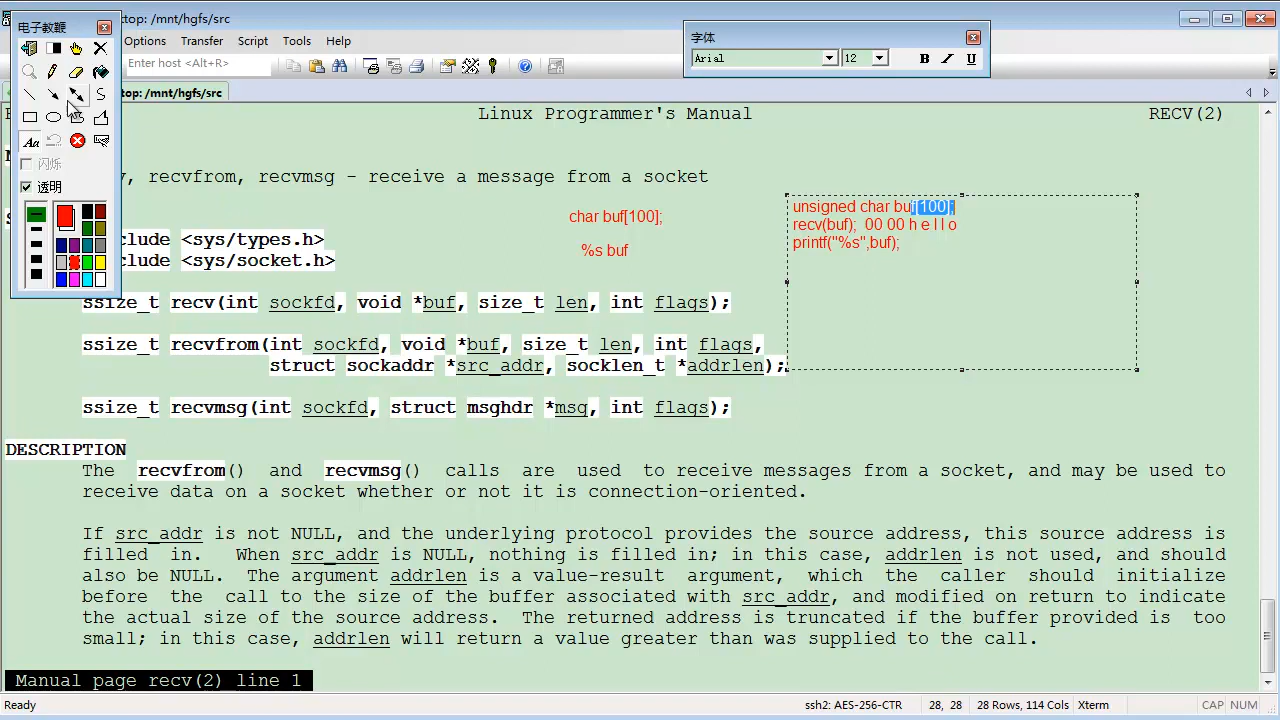 电子教鞭
top: /mnt/hgfs/src
Options Transfer Script Tools Help
Enter host <Alt+R>
字体
Arial 12 B I U
top: /mnt/hgfs/src
Linux Programmer's Manual RECV(2)
Aa
闪烁
透明
, recvfrom, recvmsg - receive a message from a socket
char buf[100];
%s buf
unsigned char buf[100];
recv(buf); 00 00 h e l l o
printf("%s",buf);
clude <sys/types.h>
clude <sys/socket.h>
ssize_t recv(int sockfd, void *buf, size_t len, int flags);
ssize_t recvfrom(int sockfd, void *buf, size_t len, int flags,
struct sockaddr *src_addr, socklen_t *addrlen);
ssize_t recvmsg(int sockfd, struct msghdr *msg, int flags);
DESCRIPTION
The recvfrom() and recvmsg() calls are used to receive messages from a socket, and may be used to
receive data on a socket whether or not it is connection-oriented.
If src_addr is not NULL, and the underlying protocol provides the source address, this source address is
filled in. When src_addr is NULL, nothing is filled in; in this case, addrlen is not used, and should
also be NULL. The argument addrlen is a value-result argument, which the caller should initialize
before the call to the size of the buffer associated with src_addr, and modified on return to indicate
the actual size of the source address. The returned address is truncated if the buffer provided is too
small; in this case, addrlen will return a value greater than was supplied to the call.
Manual page recv(2) line 1
Ready ssh2: AES-256-CTR 28, 28 28 Rows, 114 Cols Xterm CAP NUM